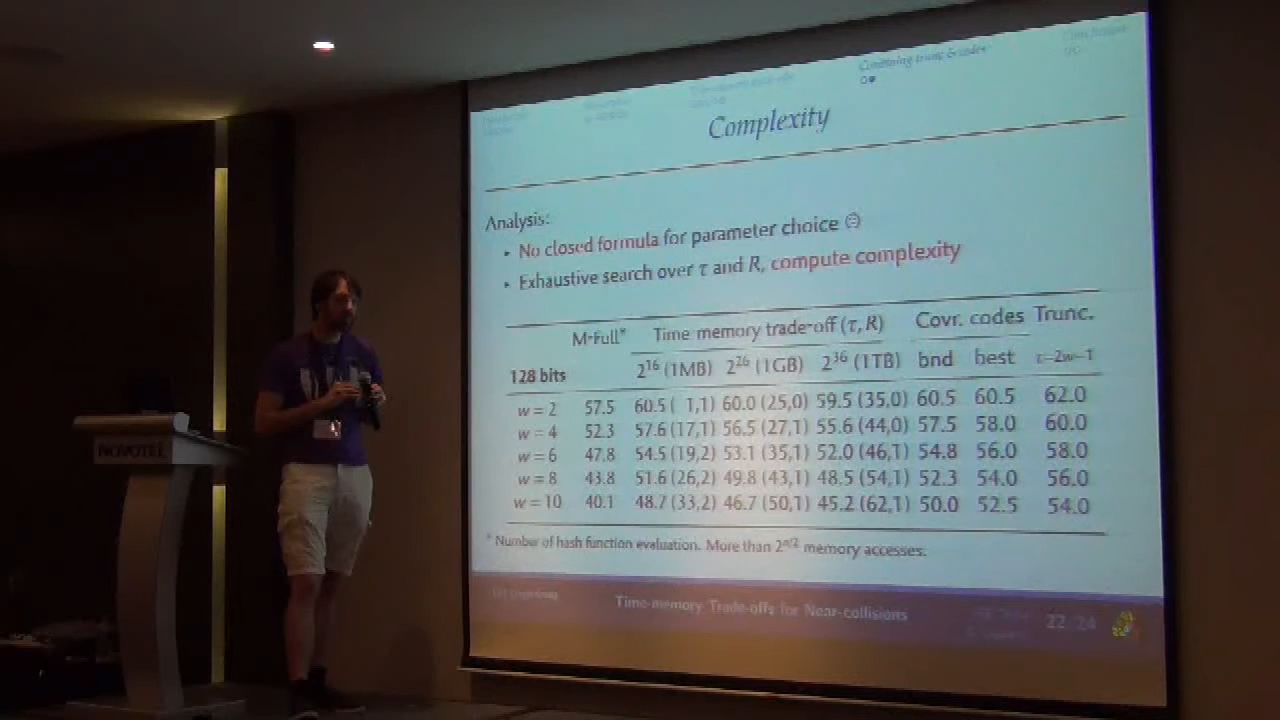 Combining trunc & codes
Complexity
Analysis:
No closed formula for parameter choice ☹
Exhaustive search over τ and R, compute complexity
M-Full* Time memory trade-off (τ, R) Covr. codes Trunc.
128 bits 2^16 (1MB) 2^26 (1GB) 2^36 (1TB) bnd best τ=2w−1
w = 2 57.5 60.5 ( 1,1) 60.0 (25,0) 59.5 (35,0) 60.5 60.5 62.0
w = 4 52.3 57.6 (17,1) 56.5 (27,1) 55.6 (44,0) 57.5 58.0 60.0
w = 6 47.8 54.5 (19,2) 53.1 (35,1) 52.0 (46,1) 54.8 56.0 58.0
w = 8 43.8 51.6 (26,2) 49.8 (43,1) 48.5 (54,1) 52.3 54.0 56.0
w = 10 40.1 48.7 (33,2) 46.7 (50,1) 45.2 (62,1) 50.0 52.5 54.0
* Number of hash function evaluation. More than 2^n/2 memory accesses.
Time-memory Trade-offs for Near-collisions
22 24
NOVOTEL